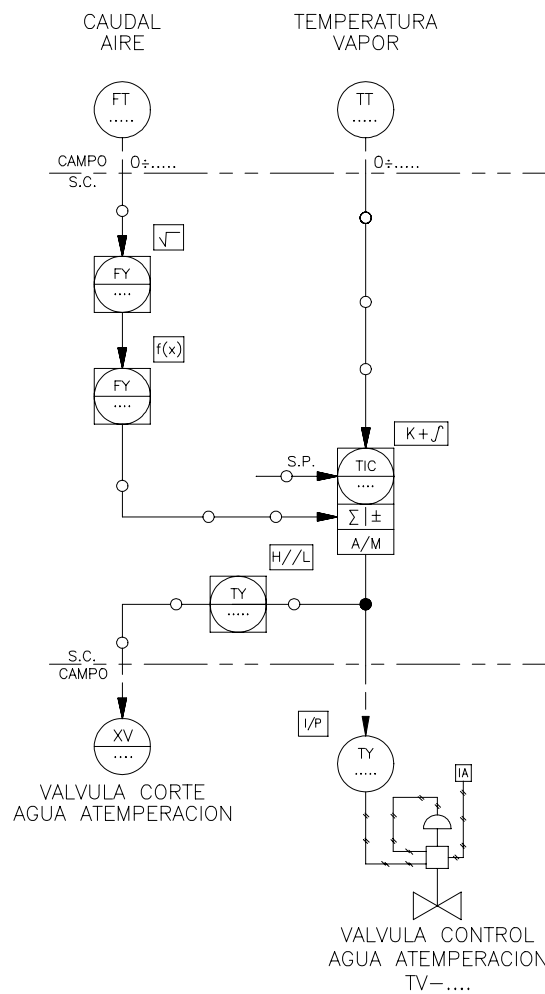 CAUDAL
AIRE
TEMPERATURA
VAPOR
FT
.....
TT
.....
CAMPO
0÷.....
0÷.....
S.C.
√
FY
....
f(x)
FY
....
K+∫
S.P.
TIC
....
∑|±
A/M
H//L
TY
.....
S.C.
CAMPO
I/P
XV
....
TY
.....
IA
VALVULA CORTE
AGUA ATEMPERACION
VALVULA CONTROL
AGUA ATEMPERACION
TV-....